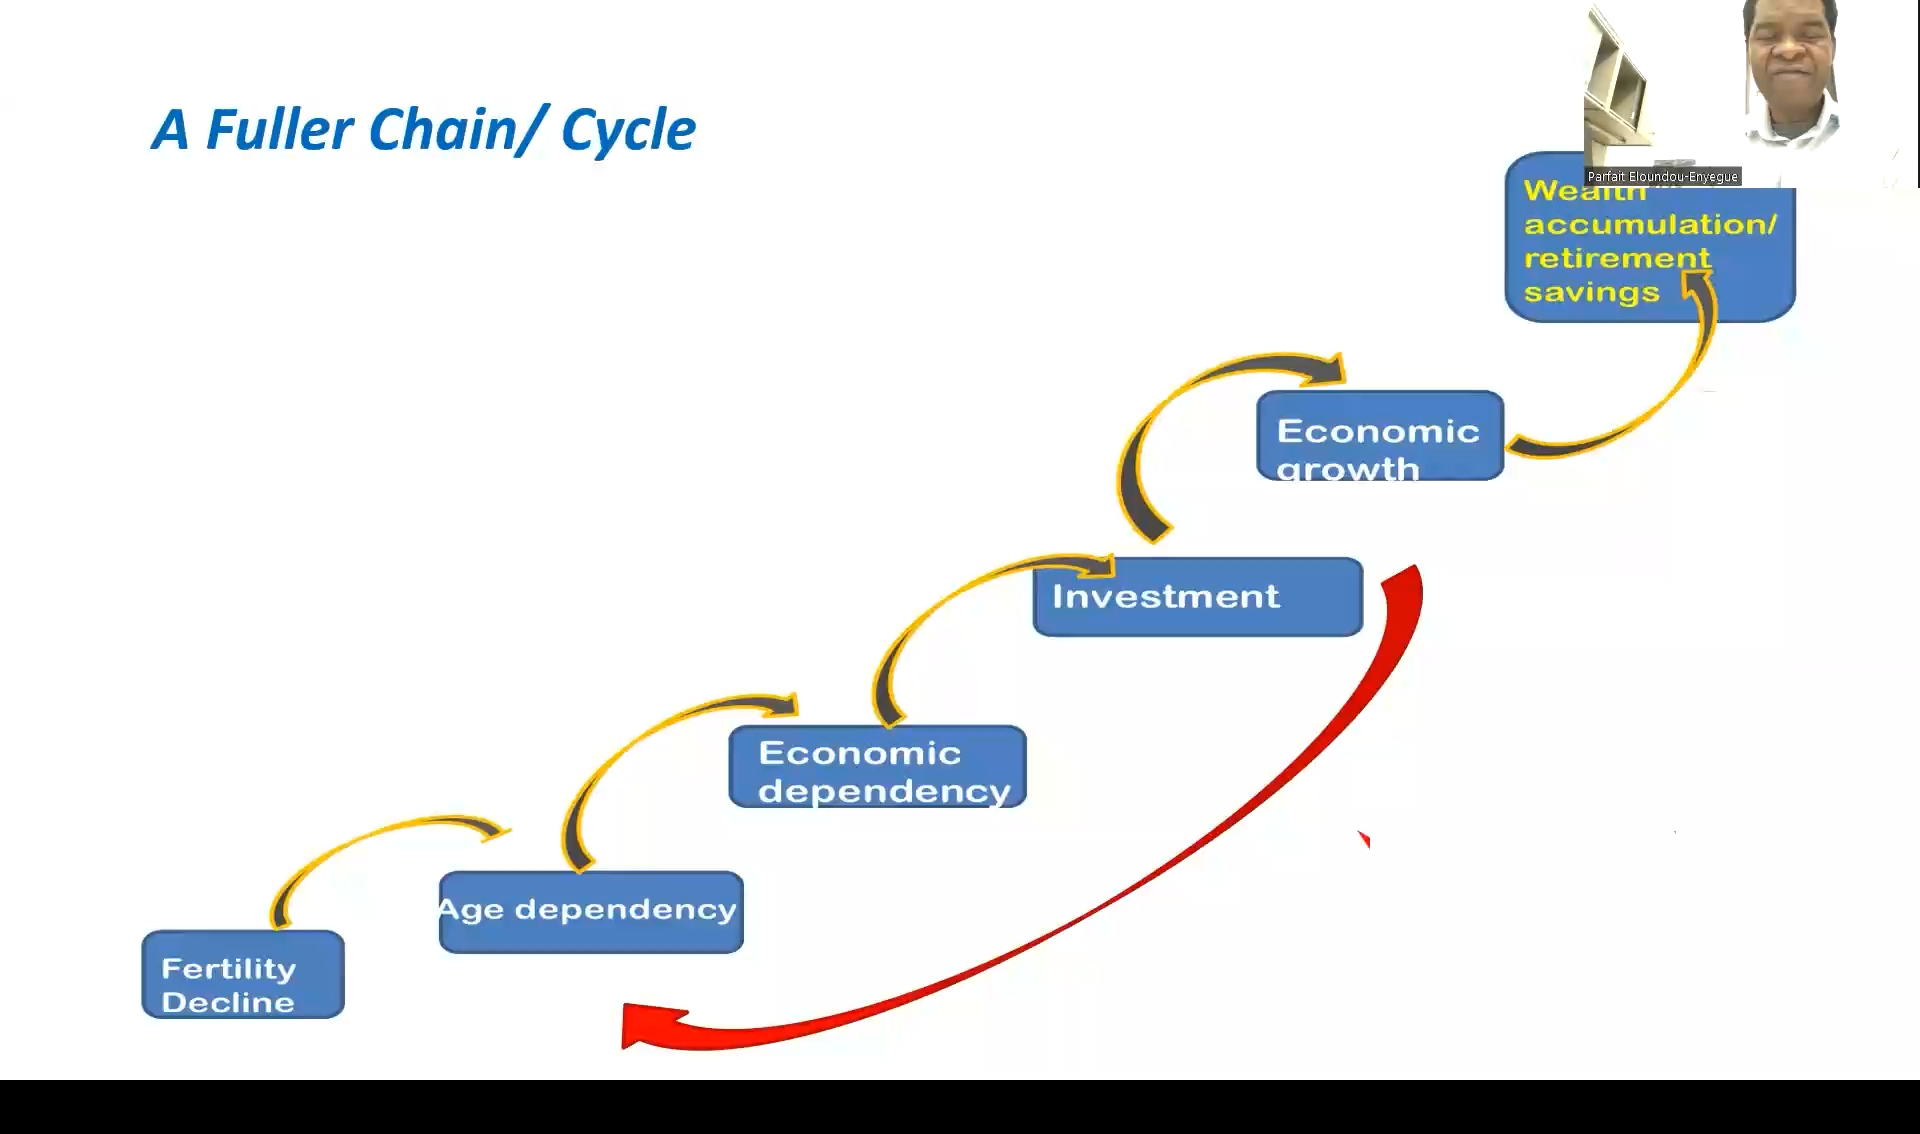 A Fuller Chain/ Cycle
Parfait Eloundou-Enyegue
Wealth
accumulation/
retirement
savings
Economic
growth
Investment
Economic
dependency
Age dependency
Fertility
Decline